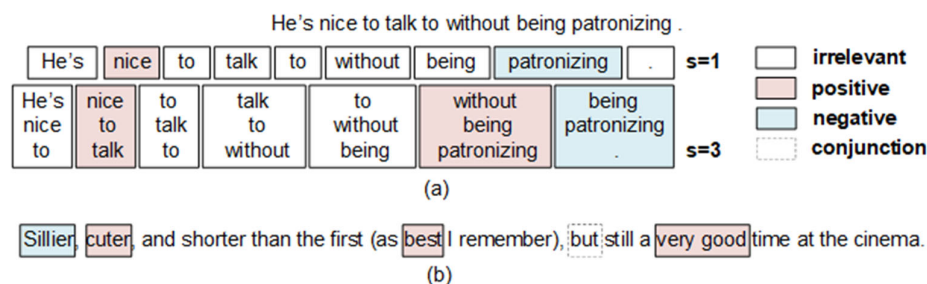 He's nice to talk to without being patronizing .
He's nice to talk to without being patronizing . s=1
He's nice to
nice to talk
to talk to
talk to without
to without being
without being patronizing
being patronizing .
s=3
irrelevant
positive
negative
conjunction
(a)
Sillier, cuter, and shorter than the first (as best I remember), but still a very good time at the cinema.
(b)